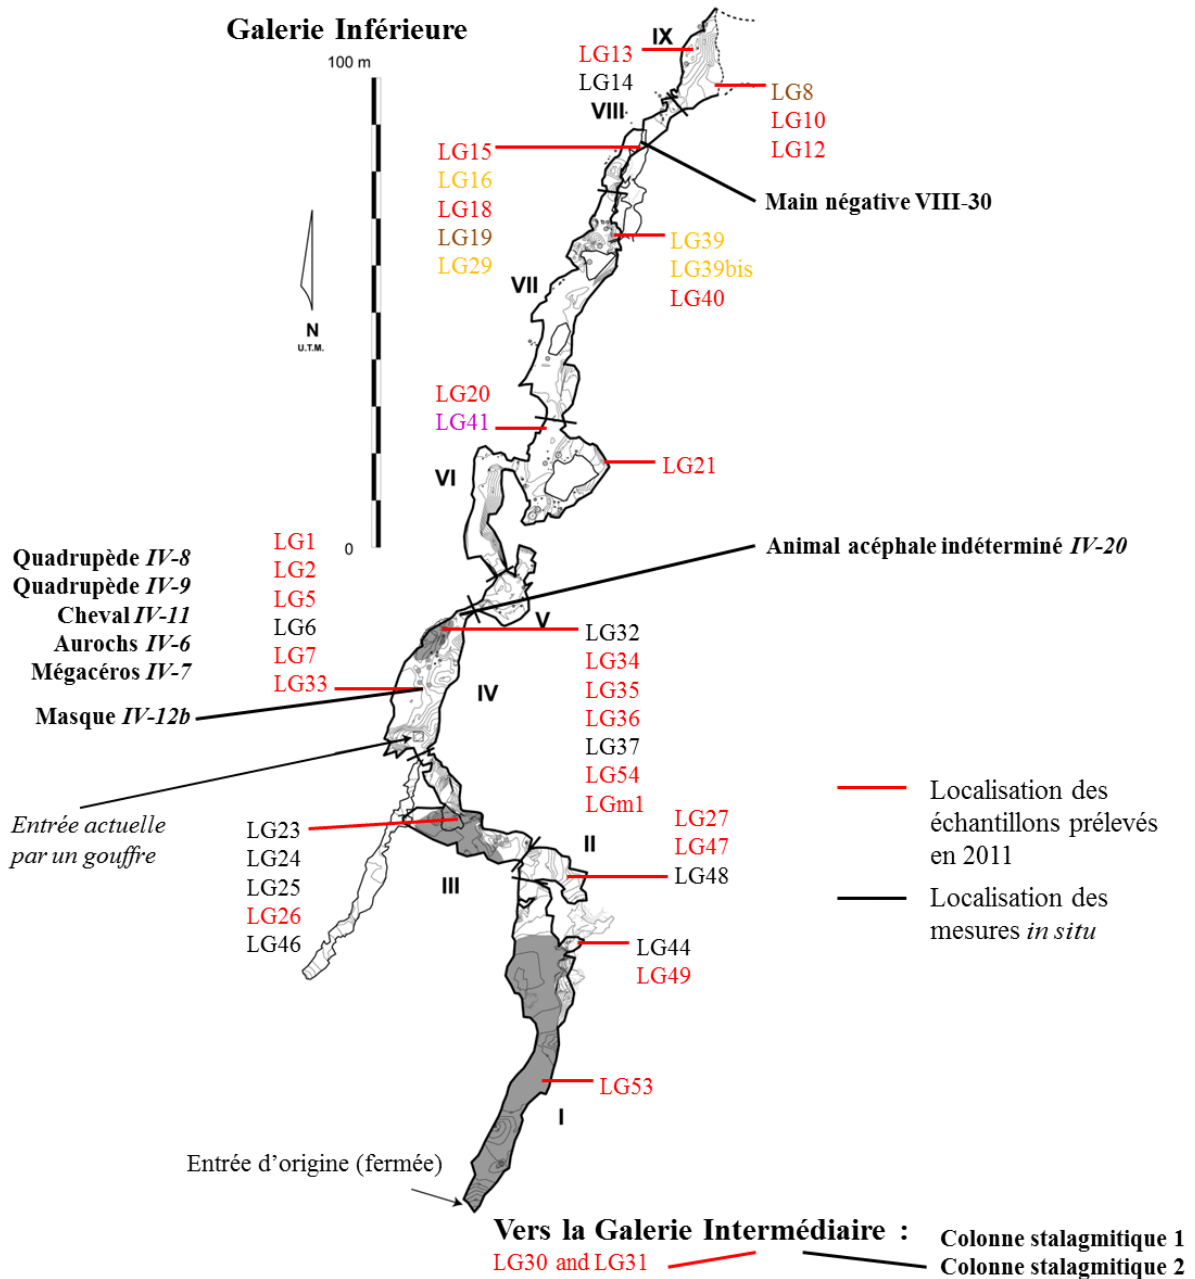 Galerie Inférieure
100 m
IX
LG13
LG14
LG8
LG10
LG12
VIII
LG15
LG16
LG18
LG19
LG29
Main négative VIII-30
LG39
LG39bis
LG40
VII
N
U.T.M.
LG20
LG41
LG21
VI
0
LG1
LG2
LG5
LG6
LG7
LG33
Quadrupède IV-8
Quadrupède IV-9
Cheval IV-11
Aurochs IV-6
Mégacéros IV-7
Masque IV-12b
Animal acéphale indéterminé IV-20
V
LG32
LG34
LG35
LG36
LG37
LG54
LGm1
IV
Entrée actuelle
par un gouffre
LG23
LG24
LG25
LG26
LG46
III
II
LG27
LG47
LG48
LG44
LG49
Localisation des
échantillons prélevés
en 2011
Localisation des
mesures in situ
LG53
I
Entrée d’origine (fermée)
Vers la Galerie Intermédiaire :
LG30 and LG31
Colonne stalagmitique 1
Colonne stalagmitique 2